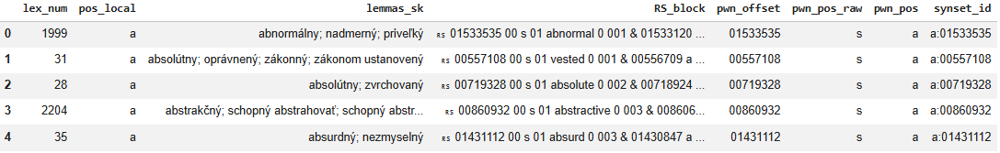 lex_num pos_local lemmas_sk RS_block pwn_offset pwn_pos_raw pwn_pos synset_id
0 1999 a abnormálny; nadmerný; priveľký RS 01533535 00 s 01 abnormal 0 001 & 01533120 ... 01533535 s a a:01533535
1 31 a absolútny; oprávnený; zákonný; zákonom ustanovený RS 00557108 00 s 01 vested 0 001 & 00556709 a ... 00557108 s a a:00557108
2 28 a absolútny; zvrchovaný RS 00719328 00 s 01 absolute 0 002 & 00718924 ... 00719328 s a a:00719328
3 2204 a abstrakčný; schopný abstrahovať; schopný abstr... RS 00860932 00 s 01 abstractive 0 003 & 008606... 00860932 s a a:00860932
4 35 a absurdný; nezmyselný RS 01431112 00 s 01 absurd 0 003 & 01430847 a ... 01431112 s a a:01431112